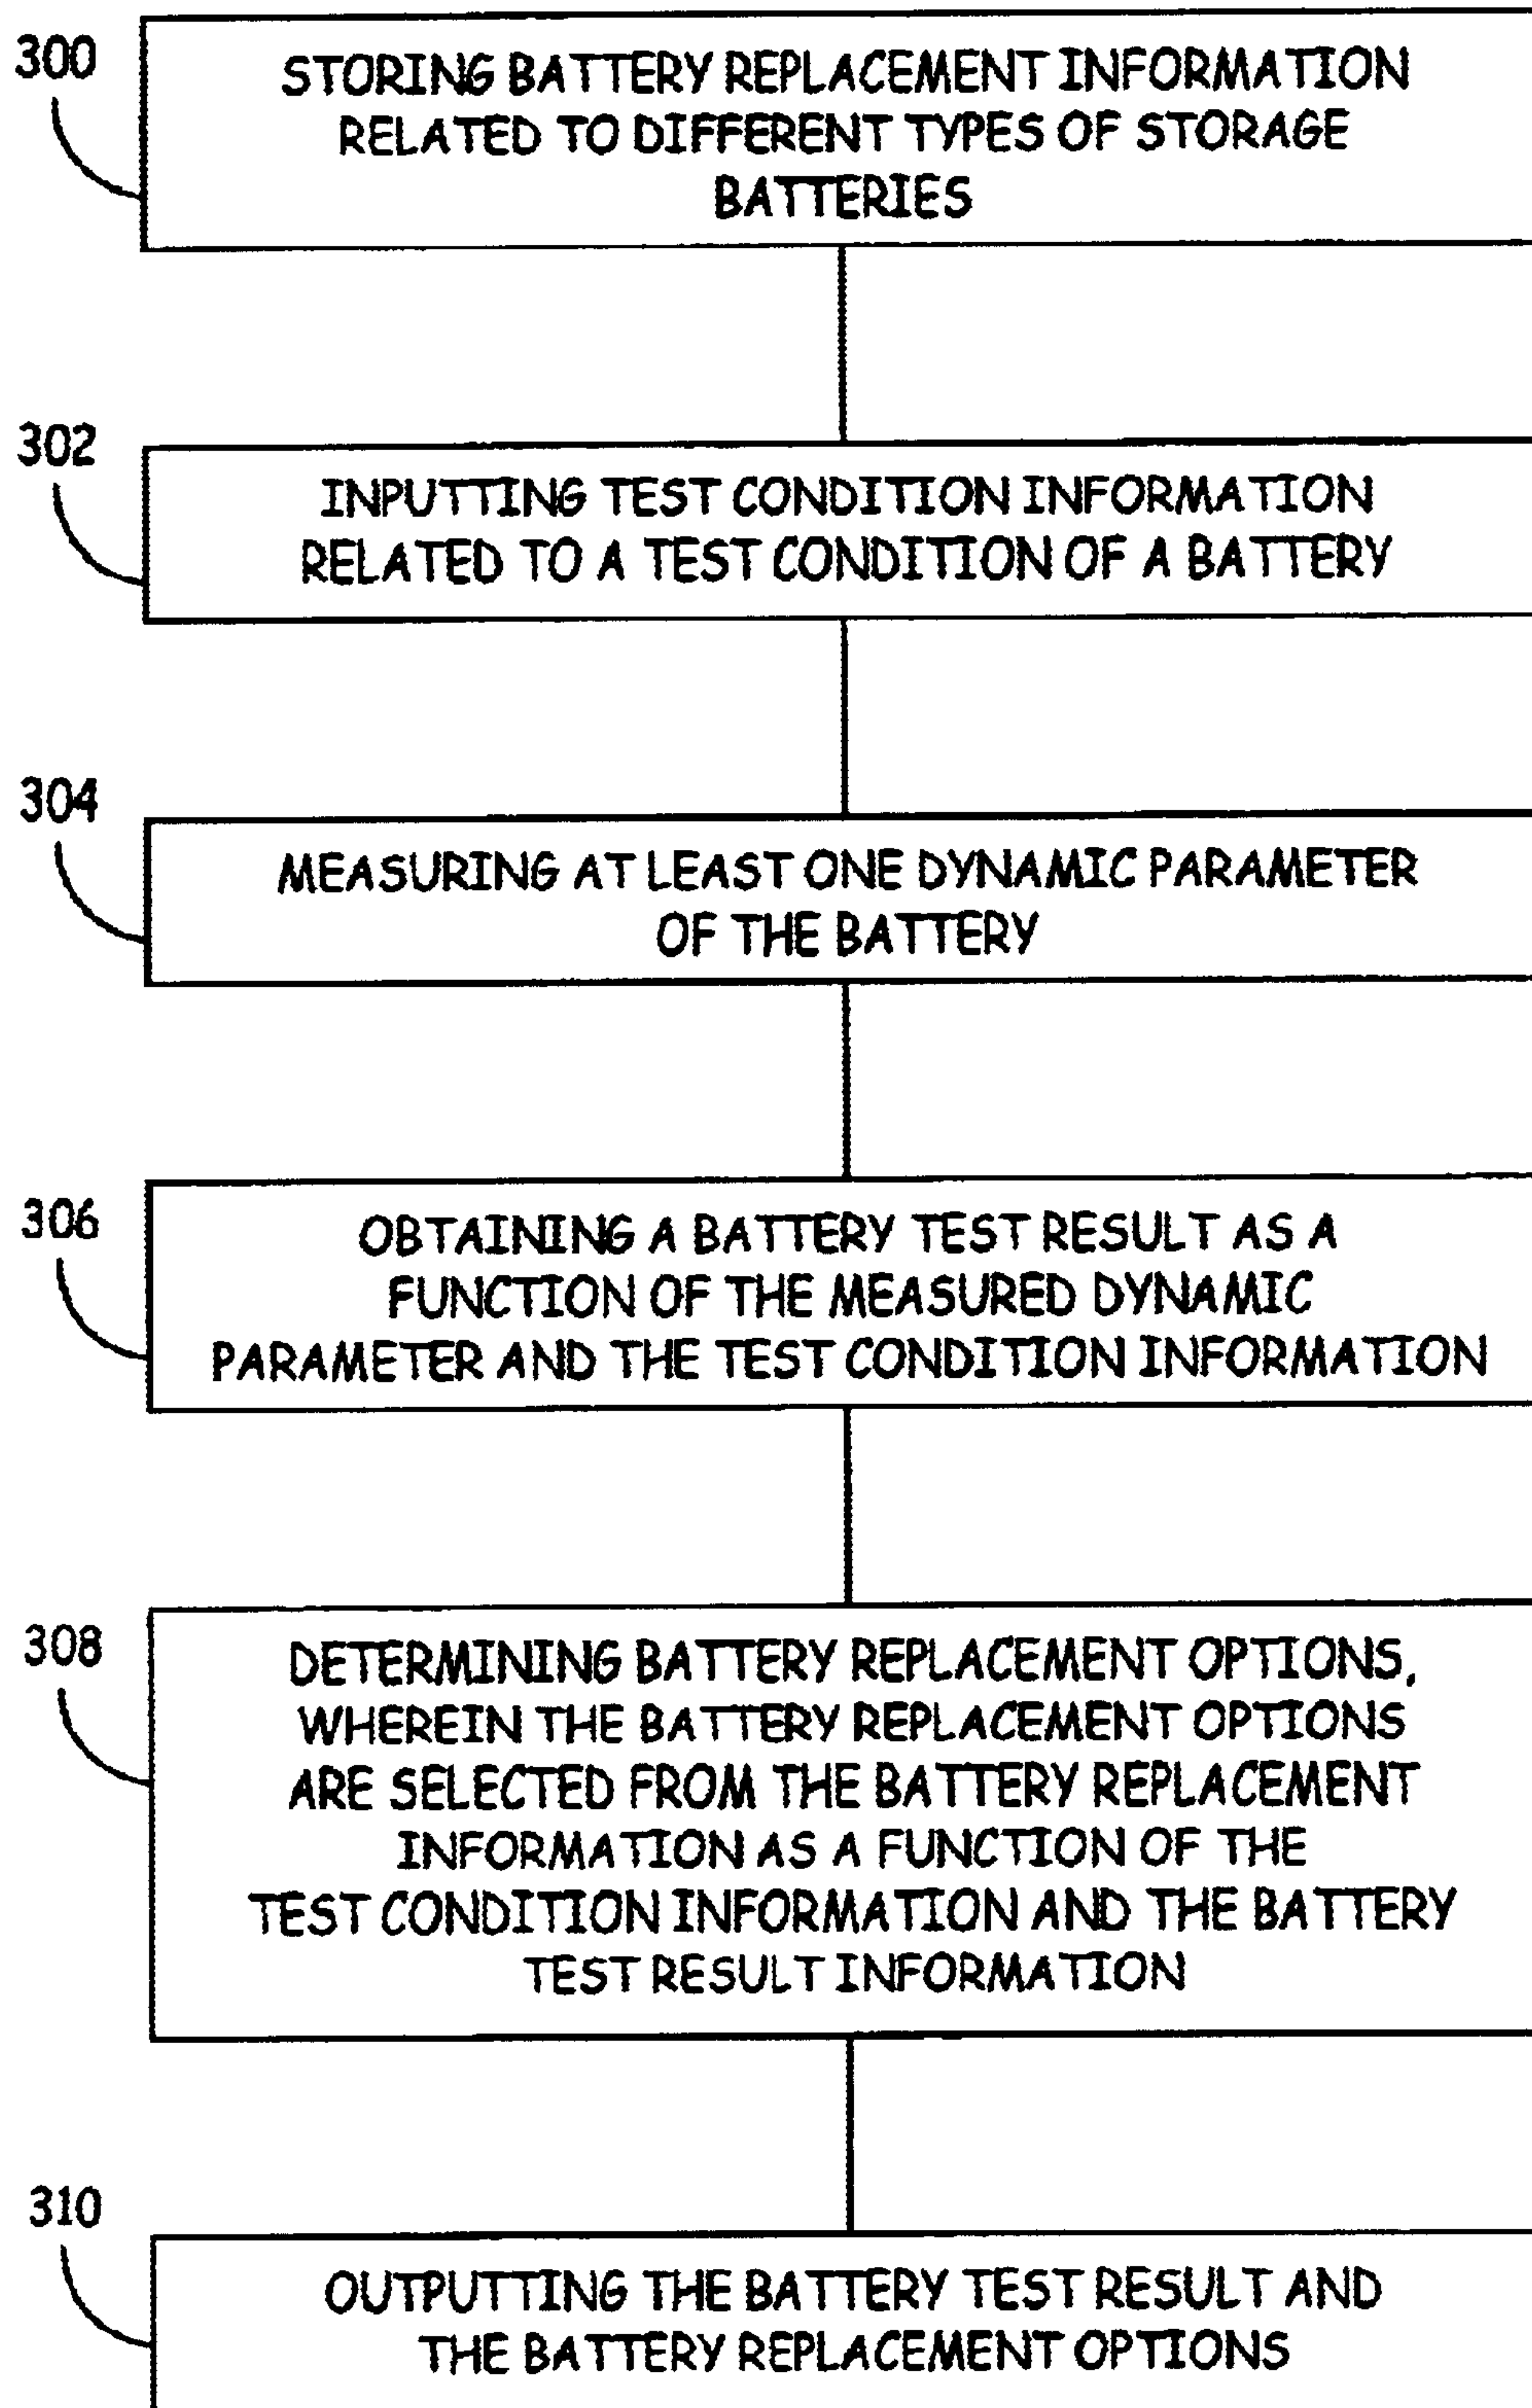 300
STORING BATTERY REPLACEMENT INFORMATION
RELATED TO DIFFERENT TYPES OF STORAGE
BATTERIES
302
INPUTTING TEST CONDITION INFORMATION
RELATED TO A TEST CONDITION OF A BATTERY
304
MEASURING AT LEAST ONE DYNAMIC PARAMETER
OF THE BATTERY
306
OBTAINING A BATTERY TEST RESULT AS A
FUNCTION OF THE MEASURED DYNAMIC
PARAMETER AND THE TEST CONDITION INFORMATION
308
DETERMINING BATTERY REPLACEMENT OPTIONS,
WHEREIN THE BATTERY REPLACEMENT OPTIONS
ARE SELECTED FROM THE BATTERY REPLACEMENT
INFORMATION AS A FUNCTION OF THE
TEST CONDITION INFORMATION AND THE BATTERY
TEST RESULT INFORMATION
310
OUTPUTTING THE BATTERY TEST RESULT AND
THE BATTERY REPLACEMENT OPTIONS